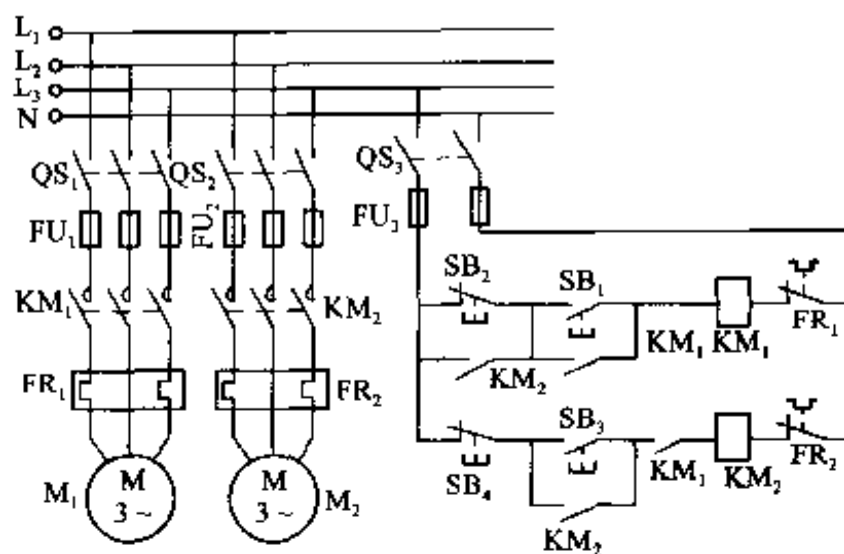 L₁
L₂
L₃
N
QS₁
QS₂
QS₃
FU₁
FU₂
FU₃
SB₂
SB₁
KM₁
KM₂
KM₁
KM₁
FR₁
KM₂
FR₁
FR₂
SB₃
SB₄
KM₁
KM₂
FR₂
KM₂
M₁
M
3 ~
M
3 ~
M₂